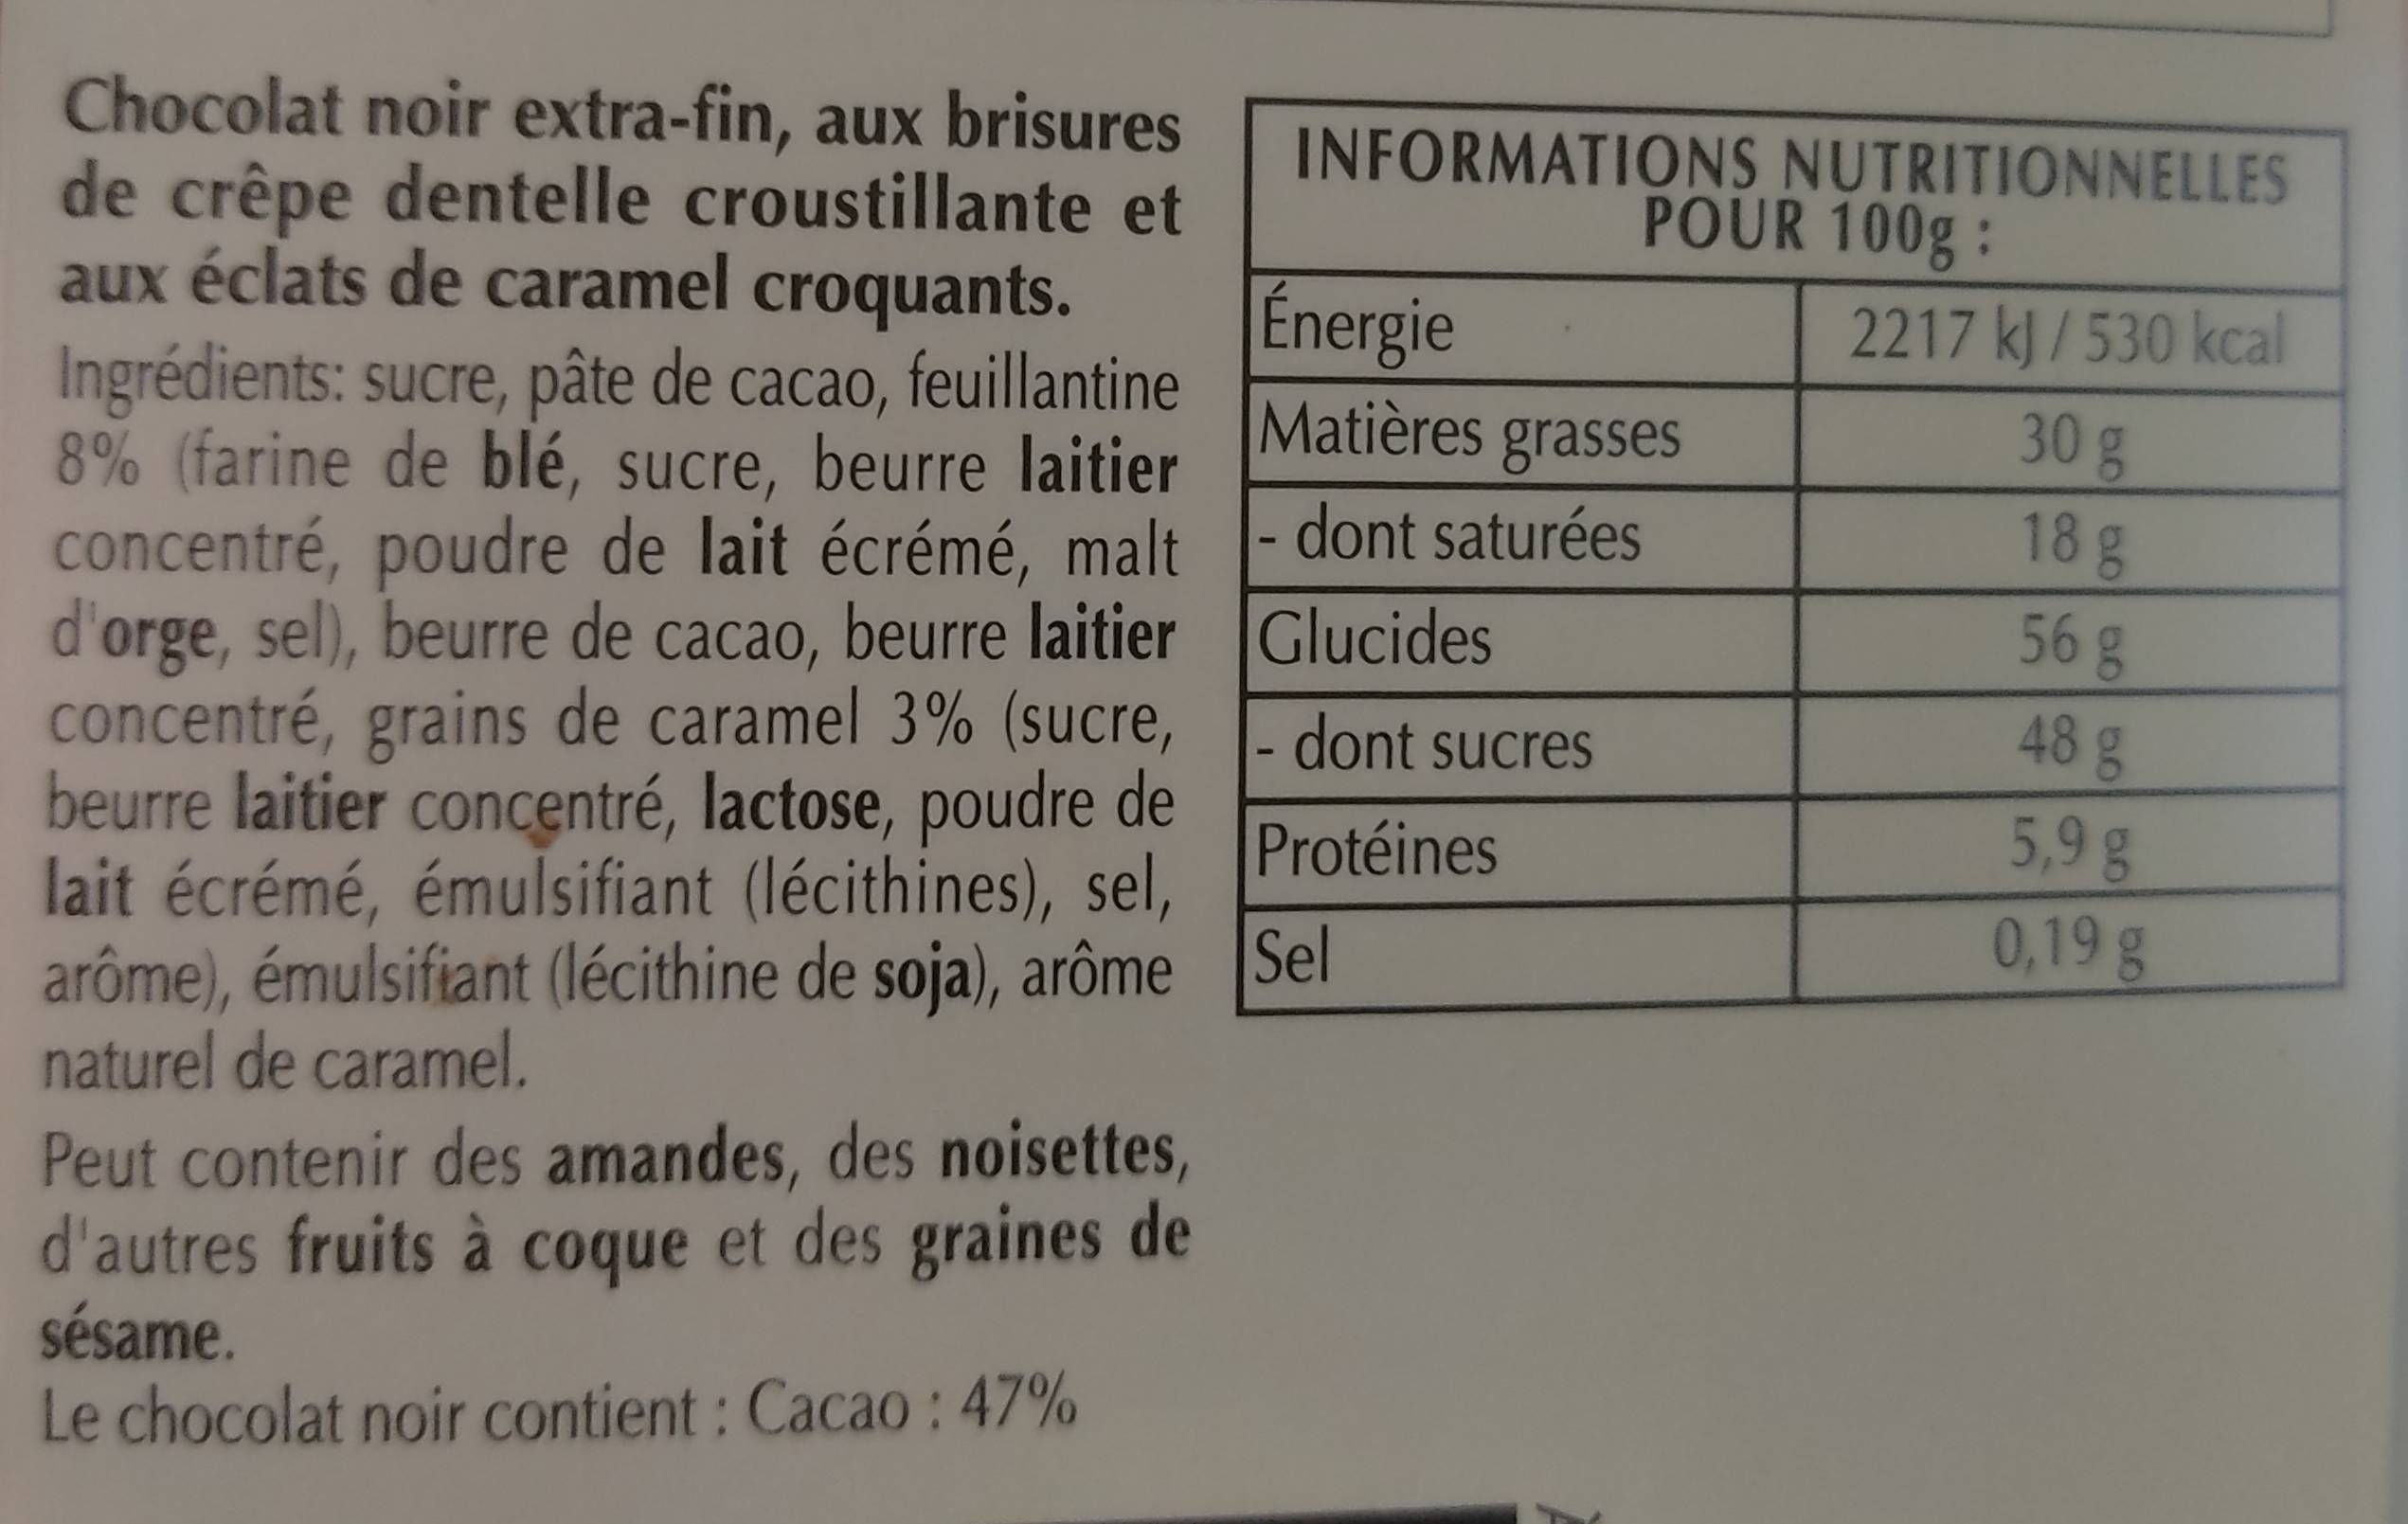 Chocolat noir extra-fin, aux brisures
de crêpe dentelle croustillante et
aux éclats de caramel croquants.
Ingrédients: sucre, pâte de cacao, feuillantine
8% (farine de blé, sucre, beurre laitier
concentré, poudre de lait écrémé, malt
d'orge, sel), beurre de cacao, beurre laitier
concentré, grains de caramel 3% (sucre,
beurre laitier concentré, lactose, poudre de
lait écrémé, émulsifiant (lécithines), sel,
arôme), émulsifiant (lécithine de soja), arôme
naturel de caramel.
Peut contenir des amandes, des noisettes,
d'autres fruits à coque et des graines de
sésame.
Le chocolat noir contient : Cacao : 47%
INFORMATIONS NUTRITIONNELLES
POUR 100g :
Énergie 2217 kJ / 530 kcal
Matières grasses 30 g
- dont saturées 18 g
Glucides 56 g
- dont sucres 48 g
Protéines 5,9 g
Sel 0,19 g